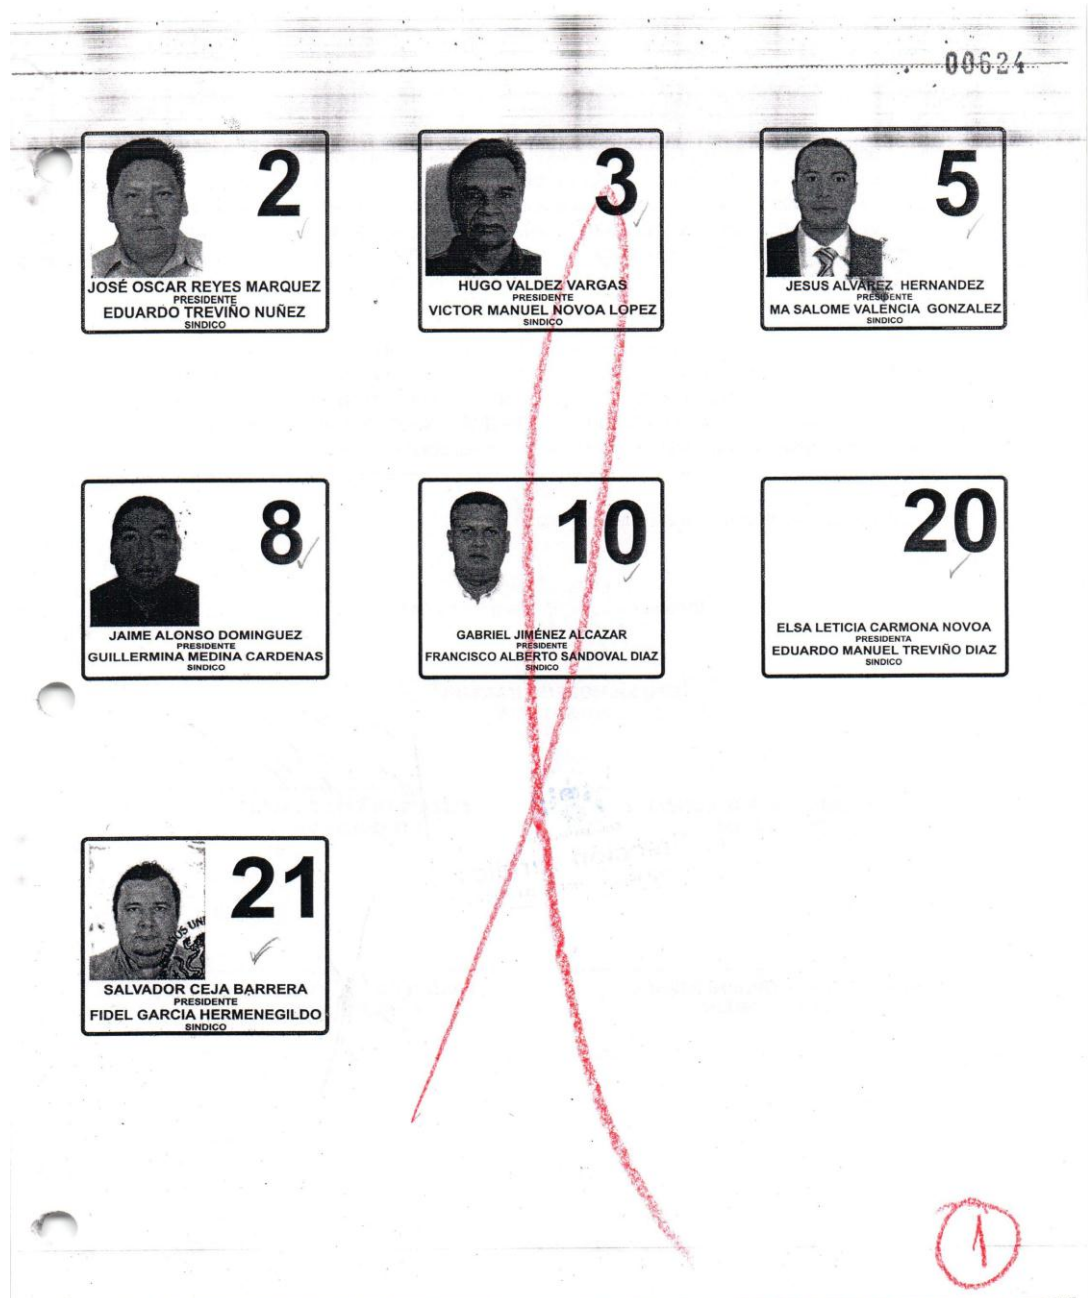 00624
2
JOSÉ OSCAR REYES MARQUEZ
PRESIDENTE
EDUARDO TREVIÑO NUÑEZ
SINDICO
3
HUGO VALDEZ VARGAS
PRESIDENTE
VICTOR MANUEL NOVOA LOPEZ
SINDICO
5
JESUS ALVAREZ HERNANDEZ
PRESIDENTE
MA SALOME VALENCIA GONZALEZ
SINDICO
8
JAIME ALONSO DOMINGUEZ
PRESIDENTE
GUILLERMINA MEDINA CARDENAS
SINDICO
10
GABRIEL JIMÉNEZ ALCAZAR
PRESIDENTE
FRANCISCO ALBERTO SANDOVAL DIAZ
SINDICO
20
ELSA LETICIA CARMONA NOVOA
PRESIDENTA
EDUARDO MANUEL TREVIÑO DIAZ
SINDICO
21
SALVADOR CEJA BARRERA
PRESIDENTE
FIDEL GARCIA HERMENEGILDO
SINDICO
1